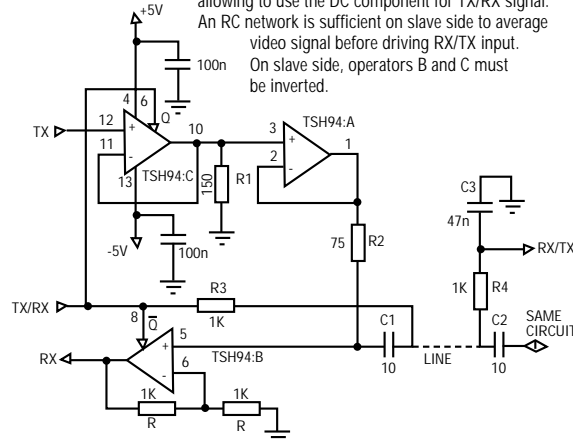 allowing to use the DC component for TX/RX signal.
An RC network is sufficient on slave side to average
video signal before driving RX/TX input.
On slave side, operators B and C must
be inverted.
+5V
100n
4 6
Q
TX
12
+
11
-
10
13
TSH94:C
150
R1
3
+
2
-
TSH94:A
1
-5V
100n
75
R2
C3
47n
RX/TX
1K
R4
TX/RX
R3
1K
8
Q
C1
10
LINE
C2
10
SAME
CIRCUIT
RX
5
+
6
-
TSH94:B
1K
R
1K
R